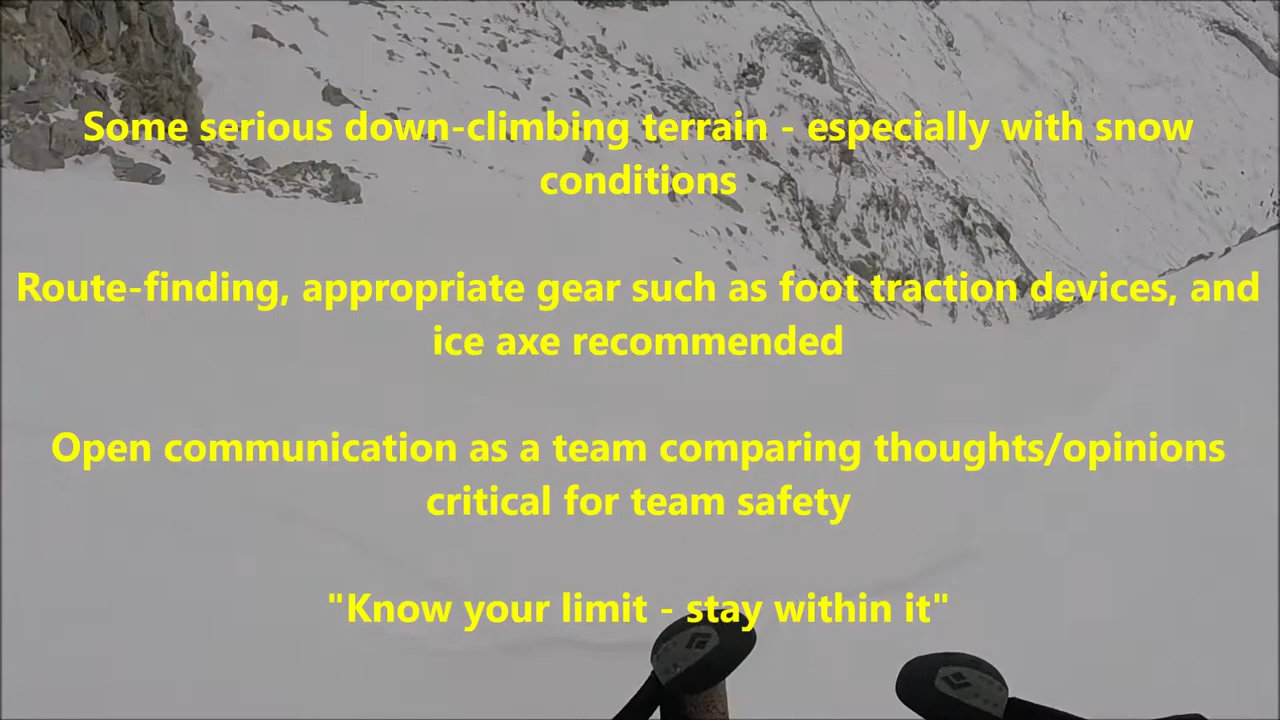 Some serious down-climbing terrain - especially with snow
conditions
Route-finding, appropriate gear such as foot traction devices, and
ice axe recommended
Open communication as a team comparing thoughts/opinions
critical for team safety
"Know your limit - stay within it"